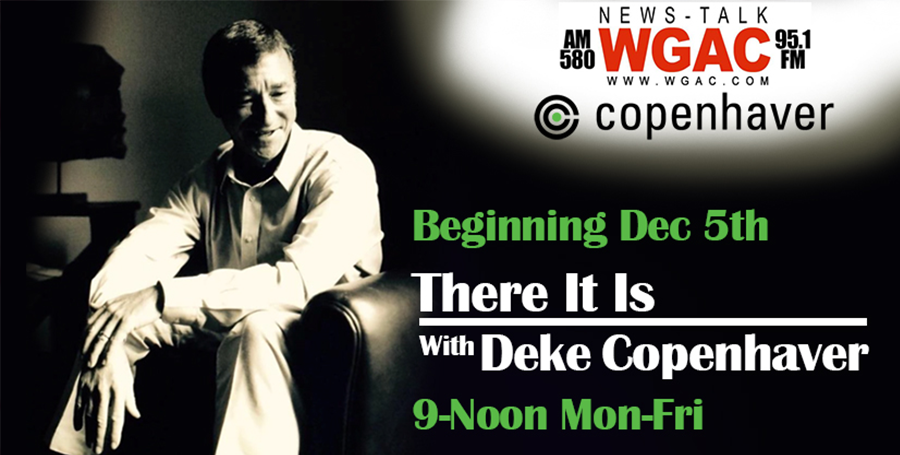 NEWS-TALK
AM 580 WGAC 95.1 FM
WWW.WGAC.COM
copenhaver
Beginning Dec 5th
There It Is
With Deke Copenhaver
9-Noon Mon-Fri